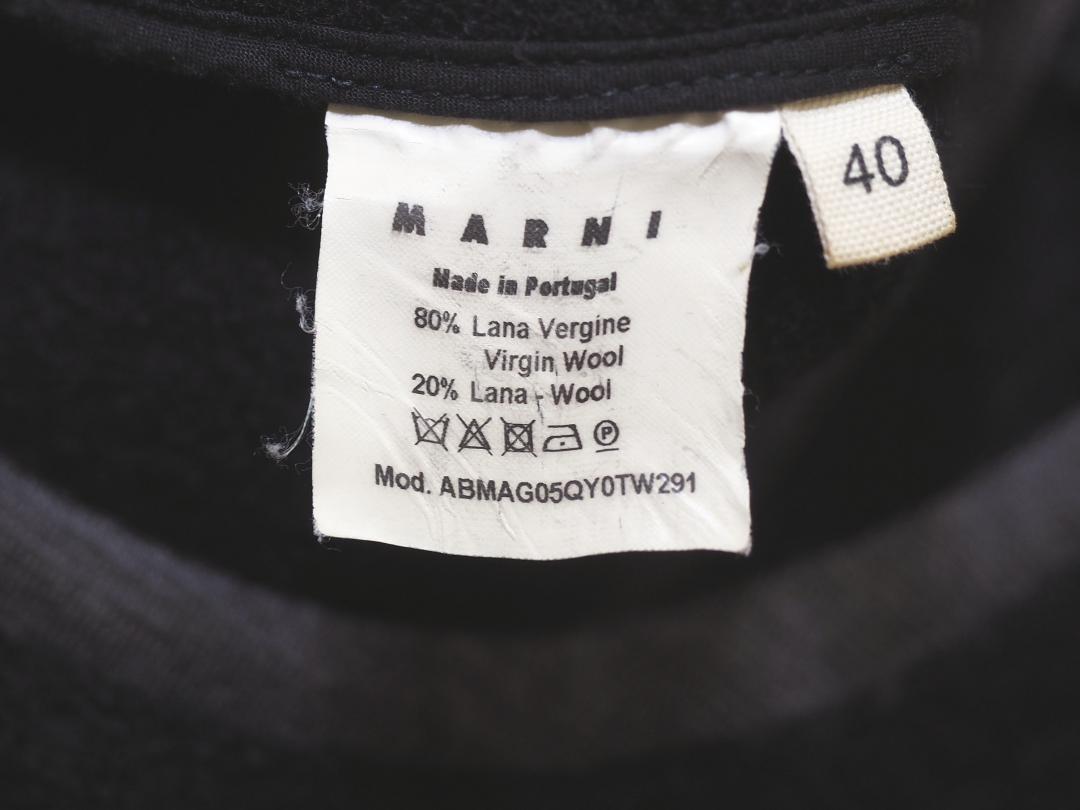 MARNI
Made in Portugal
80% Lana Vergine
Virgin Wool
20% Lana - Wool
P
Mod. ABMAG05QY0TW291
40